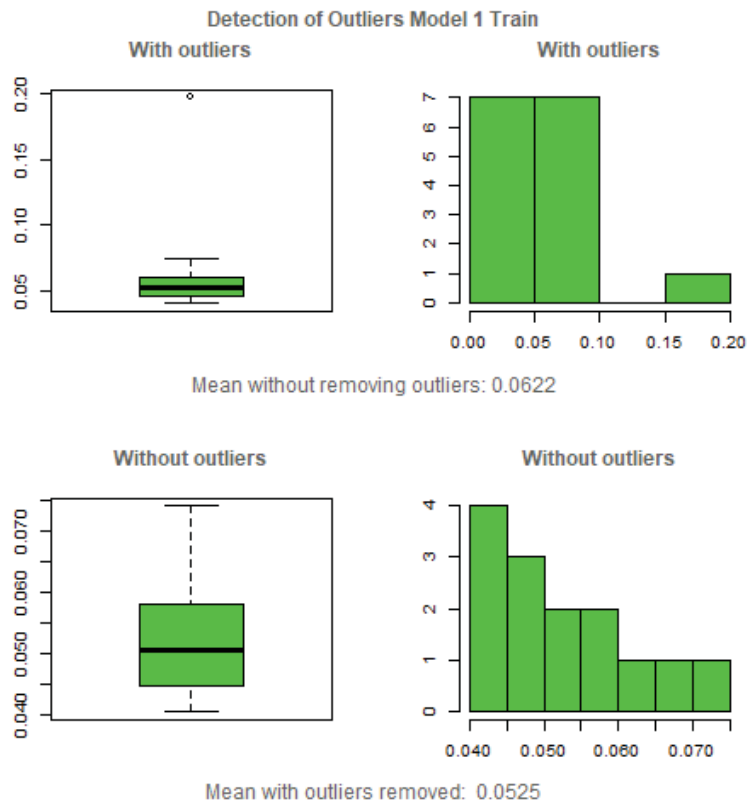 Detection of Outliers Model 1 Train
With outliers
With outliers
0.20
0.15
0.10
0.05
7
6
5
4
3
2
1
0
0.00 0.05 0.10 0.15 0.20
Mean without removing outliers: 0.0622
Without outliers
Without outliers
0.070
0.060
0.050
0.040
4
3
2
1
0
0.040 0.050 0.060 0.070
Mean with outliers removed: 0.0525